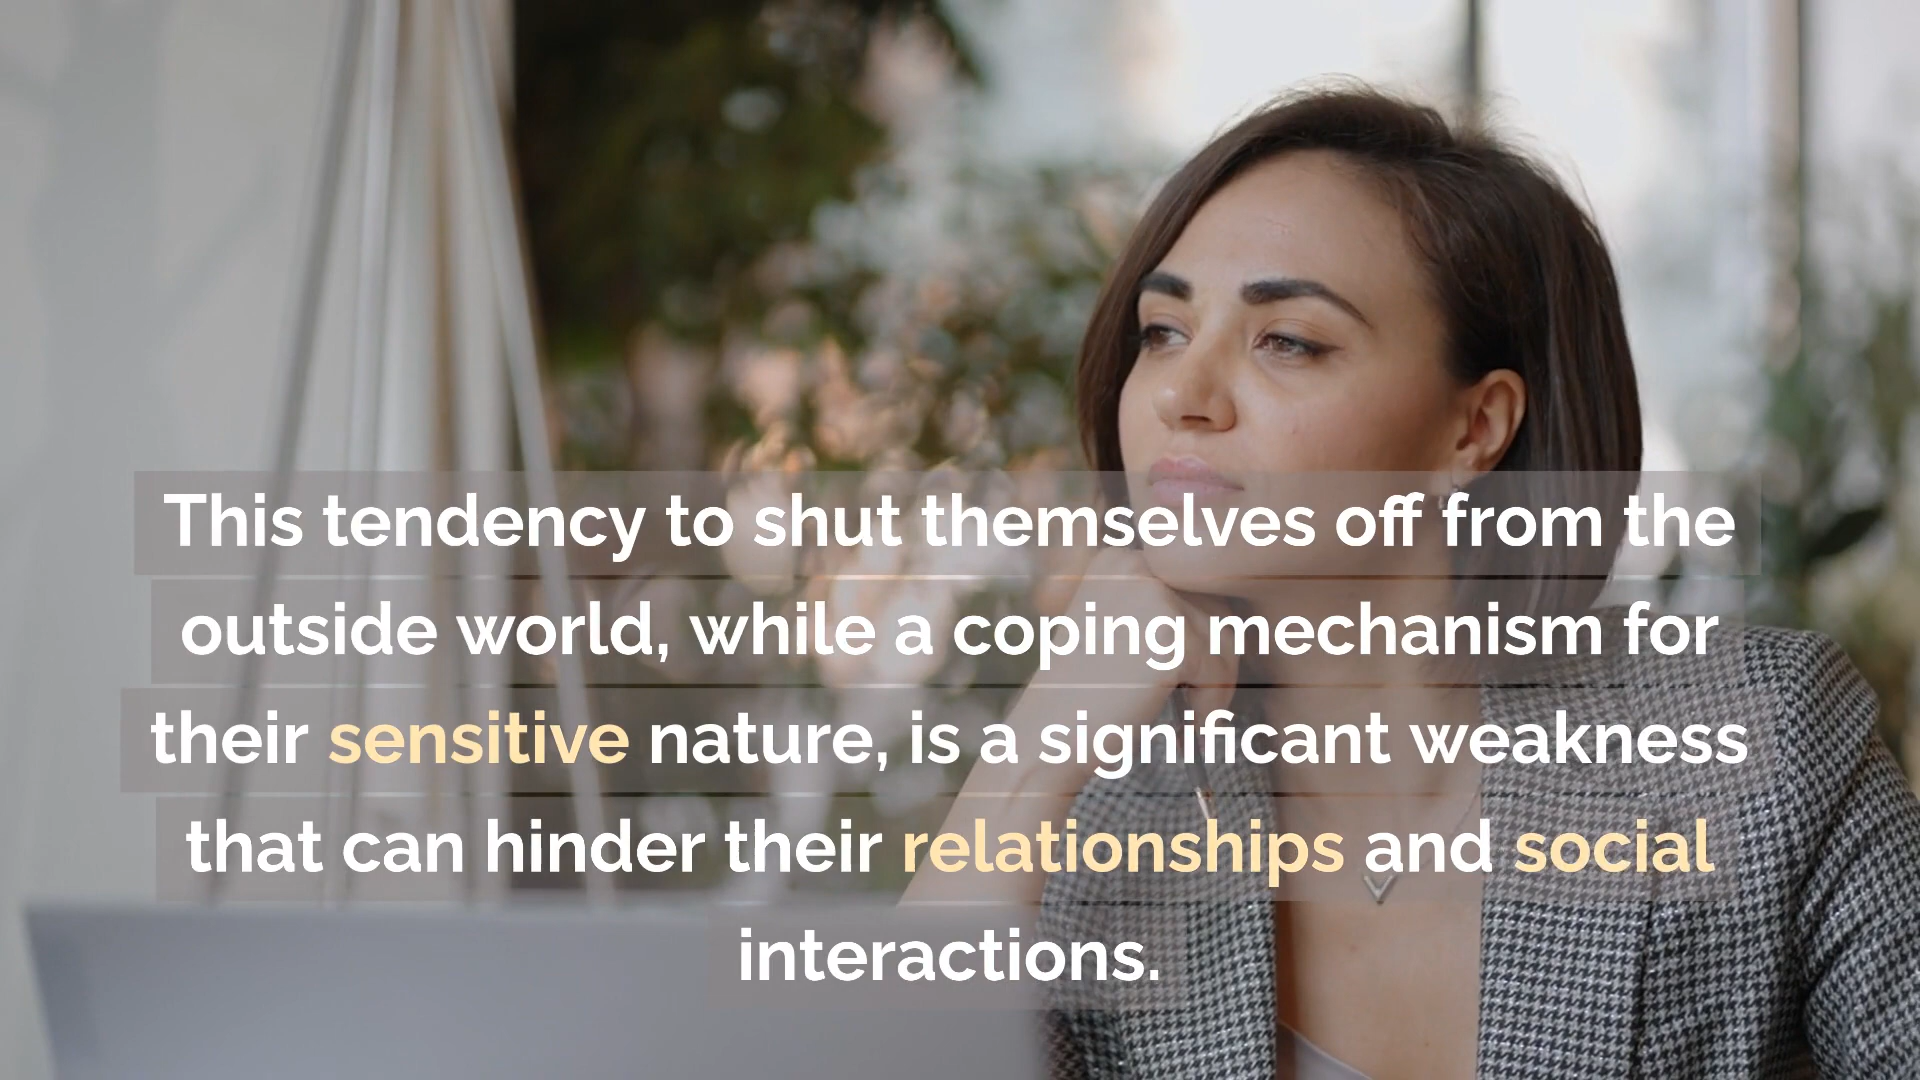 This tendency to shut themselves off from the
outside world, while a coping mechanism for
their sensitive nature, is a significant weakness
that can hinder their relationships and social
interactions.